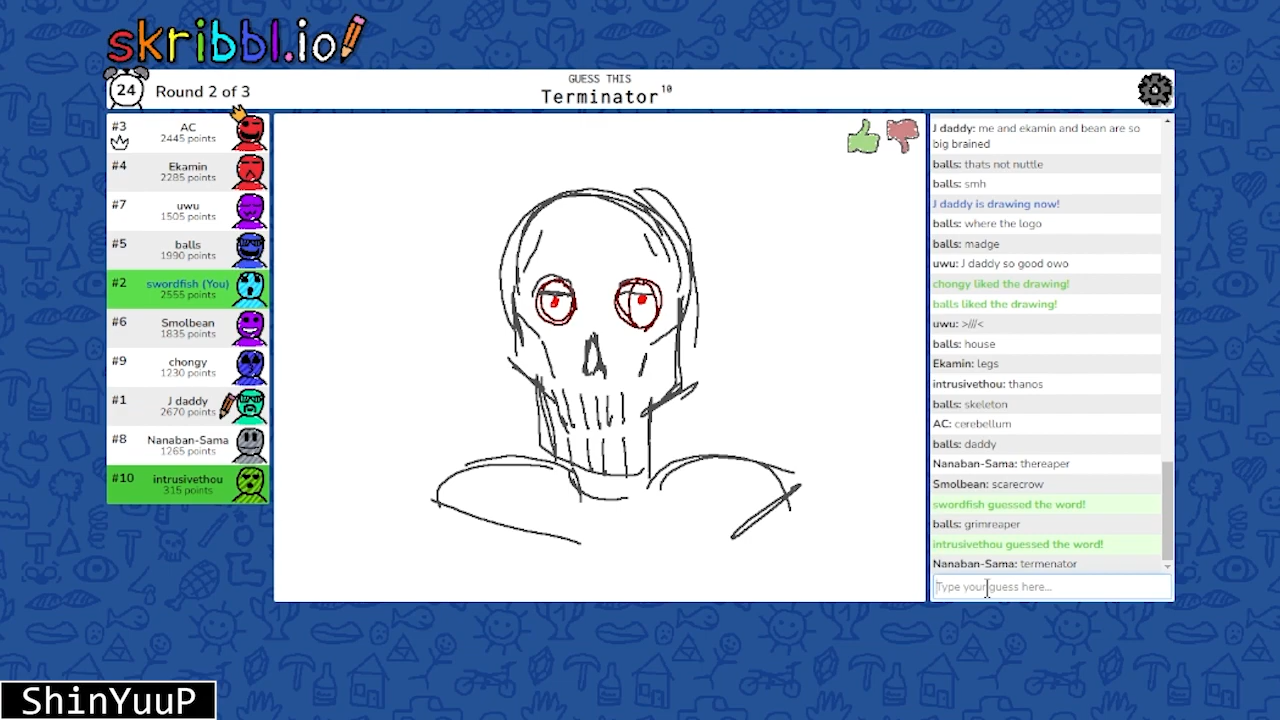 skribbl.io
24
Round 2 of 3
GUESS THIS
Terminator10
#3 AC
2445 points
#4 Ekamin
2285 points
#7 uwu
1505 points
#5 balls
1990 points
#2 swordfish (You)
2555 points
#6 Smolbean
1835 points
#9 chongy
1230 points
#1 J daddy
2670 points
#8 Nanaban-Sama
1265 points
#10 intrusivethou
315 points
J daddy: me and ekamin and bean are so
big brained
balls: thats not nuttle
balls: smh
J daddy is drawing now!
balls: where the logo
balls: madge
uwu: J daddy so good owo
chongy liked the drawing!
balls liked the drawing!
uwu: >///<
balls: house
Ekamin: legs
intrusivethou: thanos
balls: skeleton
AC: cerebellum
balls: daddy
Nanaban-Sama: thereaper
Smolbean: scarecrow
swordfish guessed the word!
balls: grimreaper
intrusivethou guessed the word!
Nanaban-Sama: termenator
Type your guess here...
ShinYuuP